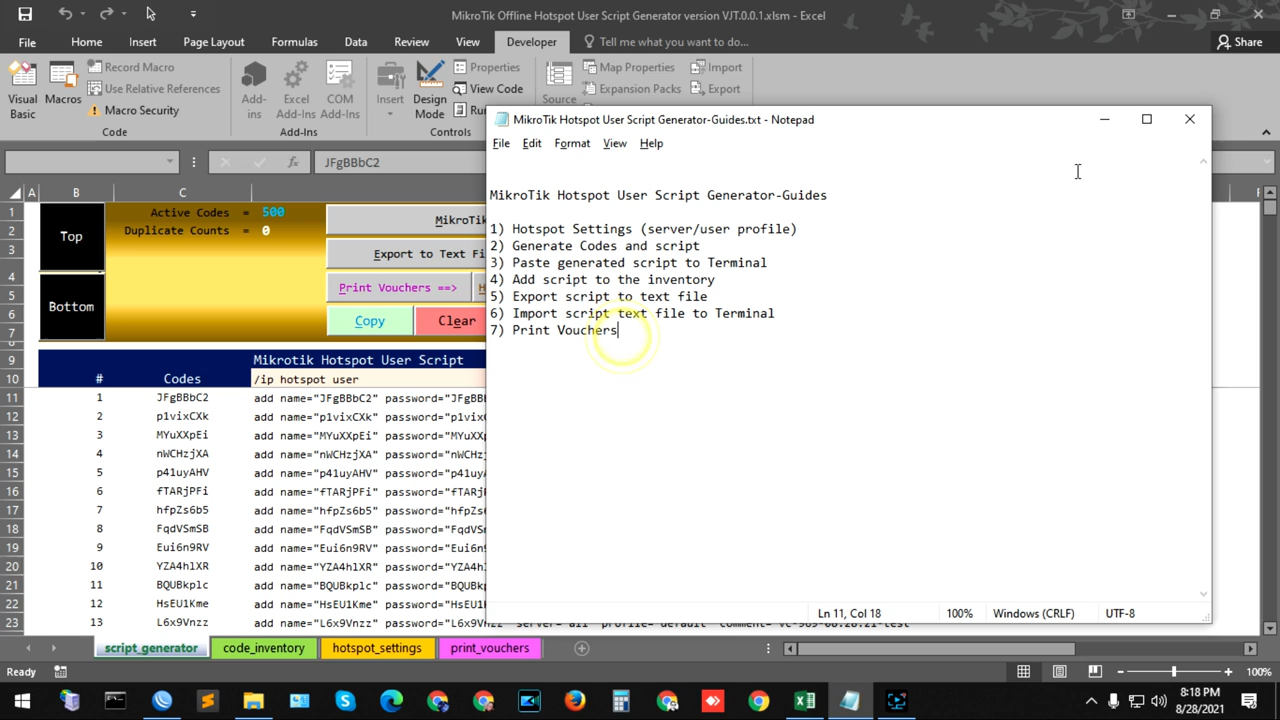 MikroTik Offline Hotspot User Script Generator version VJT.0.0.1.xlsm - Excel
File Home Insert Page Layout Formulas Data Review View Developer Tell me what you want to do... Share
Visual Basic
Macros
Record Macro
Use Relative References
Macro Security
Code
Add-ins
Excel Add-Ins
COM Add-Ins
Add-Ins
Insert
Design Mode
Properties
View Code
Controls
Source
Map Properties
Expansion Packs
Import
Export
JFgBBbC2
A B C
Top
Bottom
Active Codes = 500
Duplicate Counts = 0
Export to Text Fi
Print Vouchers ==>
Copy
Clear
Mikrotik Hotspot User Script
# Codes /ip hotspot user
1 JFgBBbC2 add name="JFgBBbC2" password="JFgBB
2 p1vixCXk add name="p1vixCXk" password="p1vix
3 MYuXXpEi add name="MYuXXpEi" password="MYuXX
4 nWCHzjXA add name="nWCHzjXA" password="nWCHz
5 p41uyAHV add name="p41uyAHV" password="p41uy
6 fTARjPFi add name="fTARjPFi" password="fTARj
7 hfpZs6b5 add name="hfpZs6b5" password="hfpZs
8 FqdVSmSB add name="FqdVSmSB" password="FqdVS
9 Eui6n9RV add name="Eui6n9RV" password="Eui6n
10 YZA4hlXR add name="YZA4hlXR" password="YZA4h
11 BQUBkplc add name="BQUBkplc" password="BQUBk
12 HsEU1Kme add name="HsEU1Kme" password="HsEU1
13 L6x9Vnzz add name="L6x9Vnzz" password="L6x9V
MikroTik Hotspot User Script Generator-Guides.txt - Notepad
File Edit Format View Help
MikroTik Hotspot User Script Generator-Guides
1) Hotspot Settings (server/user profile)
2) Generate Codes and script
3) Paste generated script to Terminal
4) Add script to the inventory
5) Export script to text file
6) Import script text file to Terminal
7) Print Vouchers
Ln 11, Col 18 100% Windows (CRLF) UTF-8
script_generator code_inventory hotspot_settings print_vouchers
Ready 100%
8:18 PM
8/28/2021